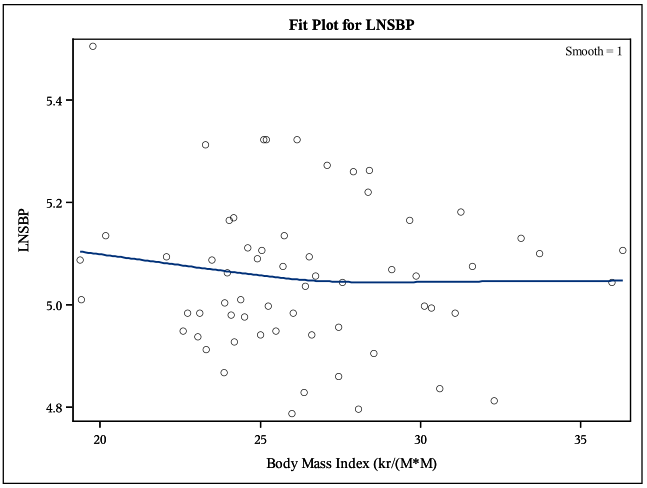 Fit Plot for LNSBP
Smooth = 1
5.4
5.2
5.0
4.8
LNSBP
20 25 30 35
Body Mass Index (kr/(M*M)